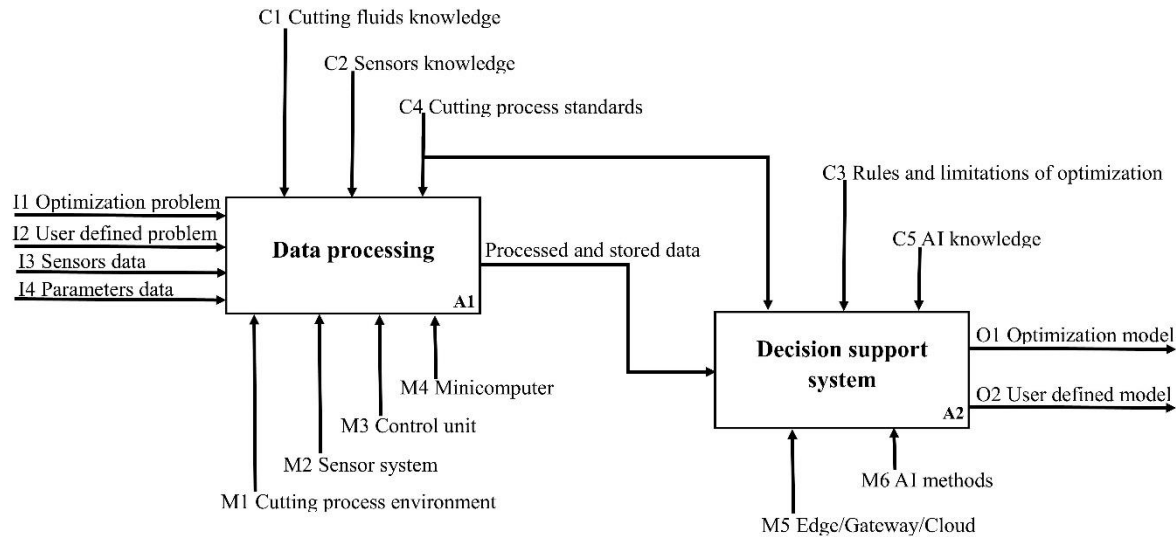 C1 Cutting fluids knowledge
C2 Sensors knowledge
C4 Cutting process standards
C3 Rules and limitations of optimization
C5 AI knowledge
I1 Optimization problem
I2 User defined problem
I3 Sensors data
I4 Parameters data
Data processing
A1
Processed and stored data
Decision support
system
A2
O1 Optimization model
O2 User defined model
M4 Minicomputer
M3 Control unit
M2 Sensor system
M1 Cutting process environment
M6 AI methods
M5 Edge/Gateway/Cloud